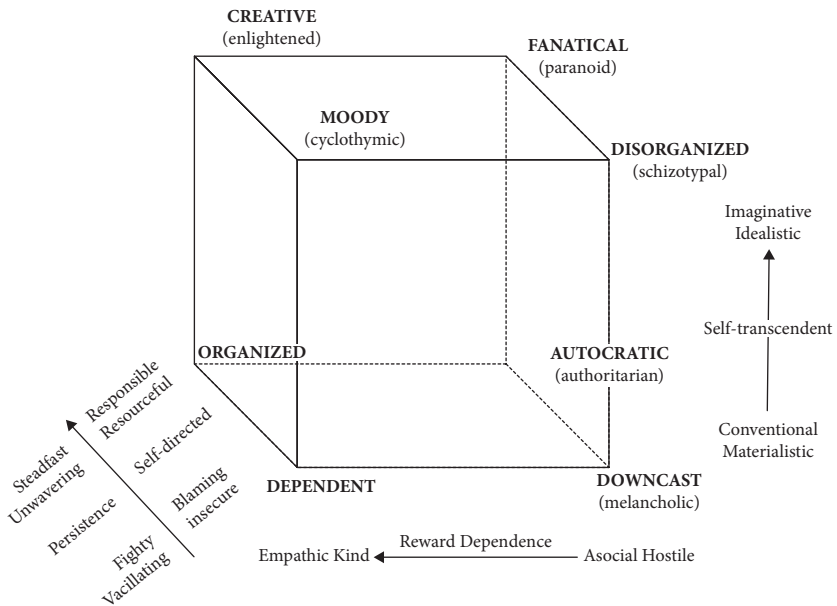 CREATIVE
(enlightened)
FANATICAL
(paranoid)
MOODY
(cyclothymic)
DISORGANIZED
(schizotypal)
Imaginative
Idealistic
Self-transcendent
Conventional
Materialistic
ORGANIZED
AUTOCRATIC
(authoritarian)
DEPENDENT
DOWNCAST
(melancholic)
Responsible
Resourceful
Self-directed
Blaming
insecure
Steadfast
Unwavering
Persistence
Fighty
Vacillating
Empathic Kind
Reward Dependence
Asocial Hostile